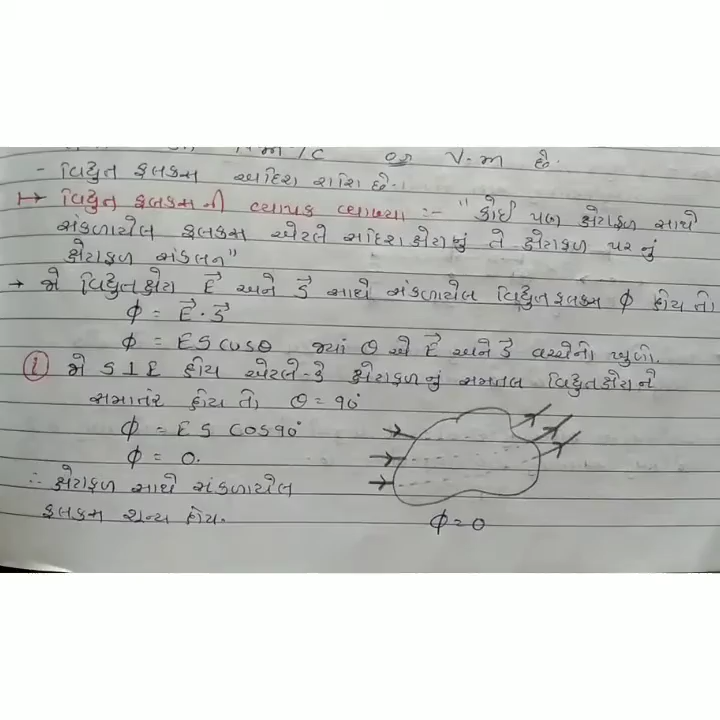 N·m²/C or V·m છે.
- વિદ્યુત ફ્લક્સ અદિશ રાશિ છે.
↦ વિદ્યુત ફ્લક્સ ની વ્યાપક વ્યાખ્યા :- "કોઈ પણ ક્ષેત્રફળ સાથે
સંકળાયેલ ફ્લક્સ એટલે સદિશક્ષેત્રનું તે ક્ષેત્રફળ પરનું
ક્ષેત્રફળ સંકલન"
→ જો વિદ્યુતક્ષેત્ર E⃗ અને S⃗ સાથે સંકળાયેલ વિદ્યુતફ્લક્સ ϕ હોય તો
ϕ = E⃗·S⃗
ϕ = ES cosθ જ્યાં θ એ E⃗ અને S⃗ વચ્ચેનો ખુણો.
(i) જો S⊥E હોય એટલે-કે ક્ષેત્રફળનું સમતલ વિદ્યુતક્ષેત્રને
સમાતંર હોય તો θ = 90°
ϕ = ES COS90°
ϕ = 0.
∴ ક્ષેત્રફળ સાથે સંકળાયેલ
ફ્લક્સ શુન્ય હોય.
ϕ=0